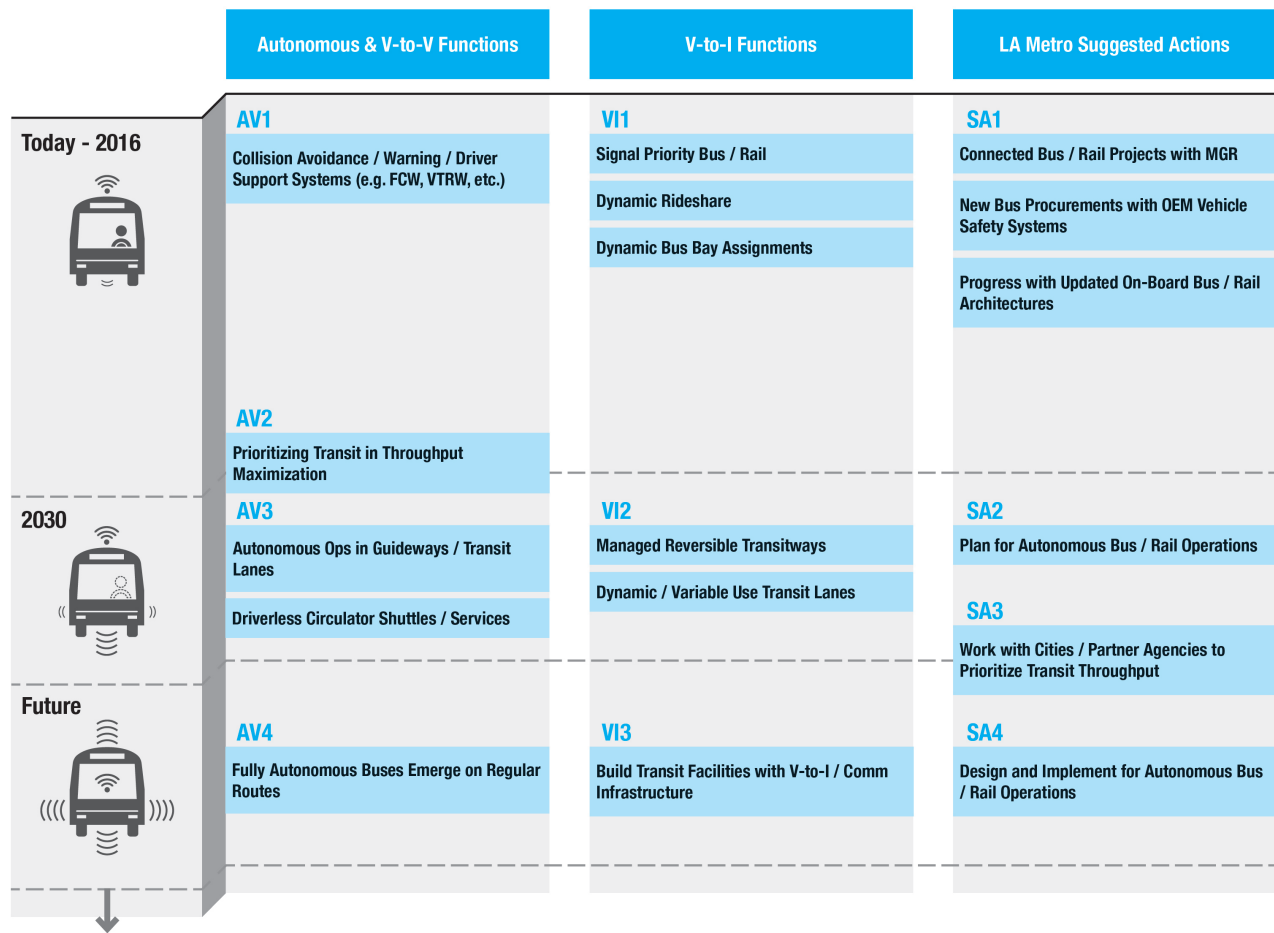 Autonomous & V-to-V Functions
V-to-I Functions
LA Metro Suggested Actions
Today - 2016
AV1
Collision Avoidance / Warning / Driver
Support Systems (e.g. FCW, VTRW, etc.)
VI1
Signal Priority Bus / Rail
Dynamic Rideshare
Dynamic Bus Bay Assignments
SA1
Connected Bus / Rail Projects with MGR
New Bus Procurements with OEM Vehicle
Safety Systems
Progress with Updated On-Board Bus / Rail
Architectures
AV2
Prioritizing Transit in Throughput
Maximization
2030
AV3
Autonomous Ops in Guideways / Transit
Lanes
Driverless Circulator Shuttles / Services
VI2
Managed Reversible Transitways
Dynamic / Variable Use Transit Lanes
SA2
Plan for Autonomous Bus / Rail Operations
SA3
Work with Cities / Partner Agencies to
Prioritize Transit Throughput
Future
AV4
Fully Autonomous Buses Emerge on Regular
Routes
VI3
Build Transit Facilities with V-to-I / Comm
Infrastructure
SA4
Design and Implement for Autonomous Bus
/ Rail Operations